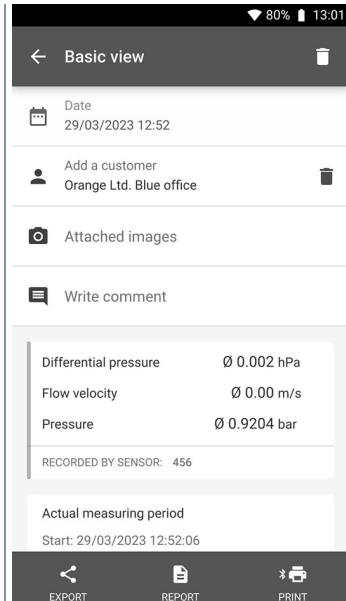 80% 13:01
Basic view
Date
29/03/2023 12:52
Add a customer
Orange Ltd. Blue office
Attached images
Write comment
Differential pressure Ø 0.002 hPa
Flow velocity Ø 0.00 m/s
Pressure Ø 0.9204 bar
RECORDED BY SENSOR: 456
Actual measuring period
Start: 29/03/2023 12:52:06
EXPORT REPORT PRINT